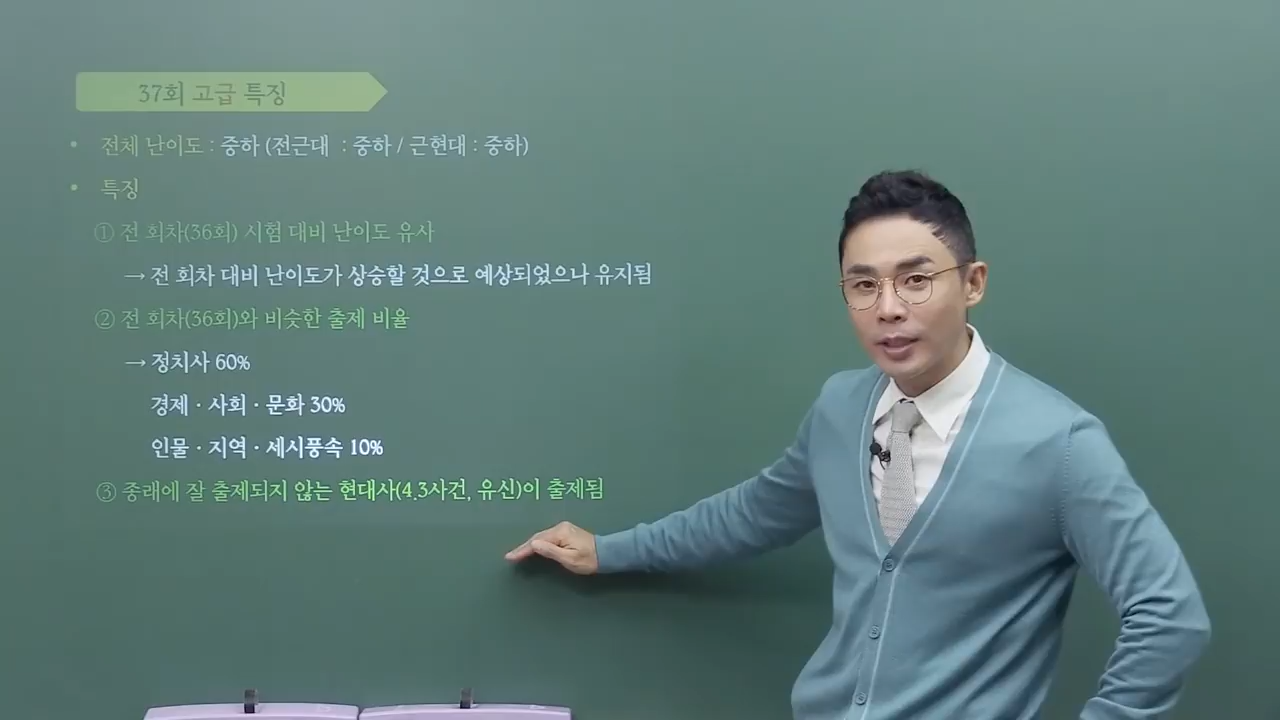 37회 고급 특징
• 전체 난이도 : 중하 (전근대 : 중하 / 근현대 : 중하)
• 특징
① 전 회차(36회) 시험 대비 난이도 유사
→ 전 회차 대비 난이도가 상승할 것으로 예상되었으나 유지됨
② 전 회차(36회)와 비슷한 출제 비율
→ 정치사 60%
경제 · 사회 · 문화 30%
인물 · 지역 · 세시풍속 10%
③ 종래에 잘 출제되지 않는 현대사(4.3사건, 유신)이 출제됨